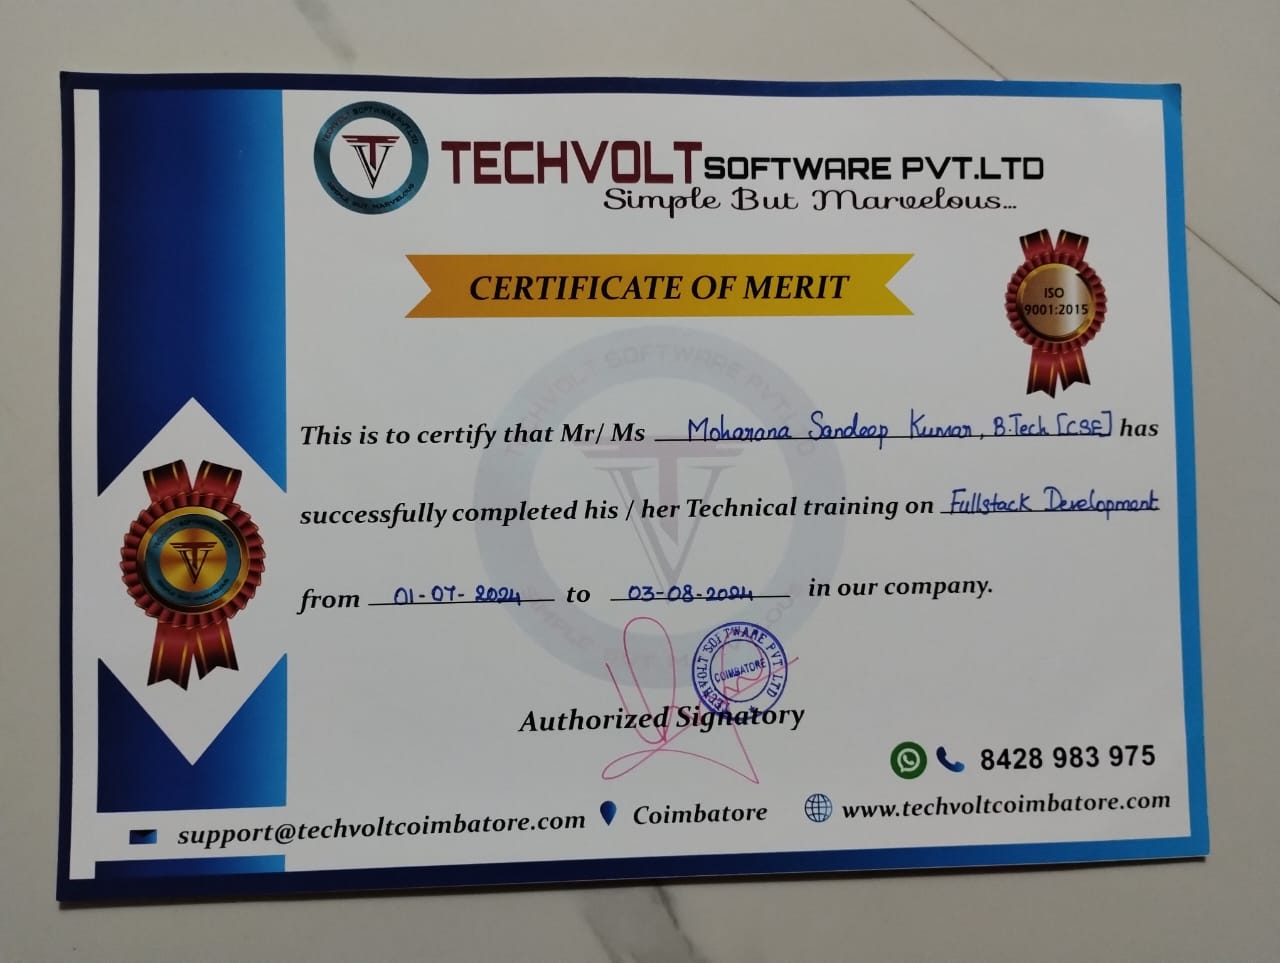 TECHVOLT SOFTWARE PVT.LTD
SIMPLE BUT MARVELOUS
TECHVOLT SOFTWARE PVT.LTD
Simple But Marvelous...
CERTIFICATE OF MERIT
ISO
9001:2015
This is to certify that Mr/ Ms Moharana Sandeep Kumar, B.Tech [CSE] has
successfully completed his / her Technical training on Fullstack Development
from 01-07-2024 to 03-08-2024 in our company.
TECHVOLT SOFTWARE PVT LTD
COIMBATORE
Authorized Signatory
8428 983 975
support@techvoltcoimbatore.com Coimbatore www.techvoltcoimbatore.com